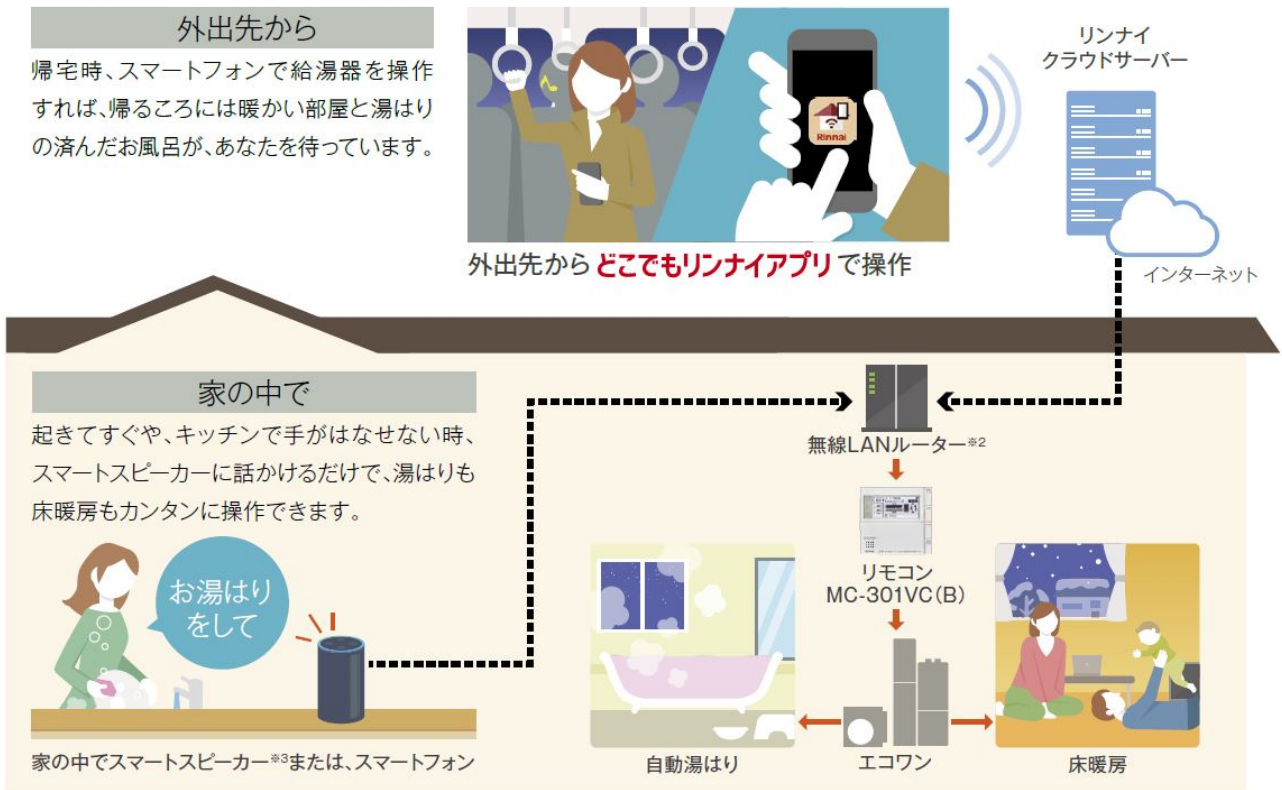 外出先から
帰宅時、スマートフォンで給湯器を操作
すれば、帰るころには暖かい部屋と湯はり
の済んだお風呂が、あなたを待っています。
Rinnai
リンナイ
クラウドサーバー
インターネット
外出先からどこでもリンナイアプリで操作
家の中で
起きてすぐや、キッチンで手がはなせない時、
スマートスピーカーに話かけるだけで、湯はりも
床暖房もカンタンに操作できます。
お湯はり
をして
家の中でスマートスピーカー※3または、スマートフォン
無線LANルーター※2
リモコン
MC-301VC(B)
自動湯はり
エコワン
床暖房